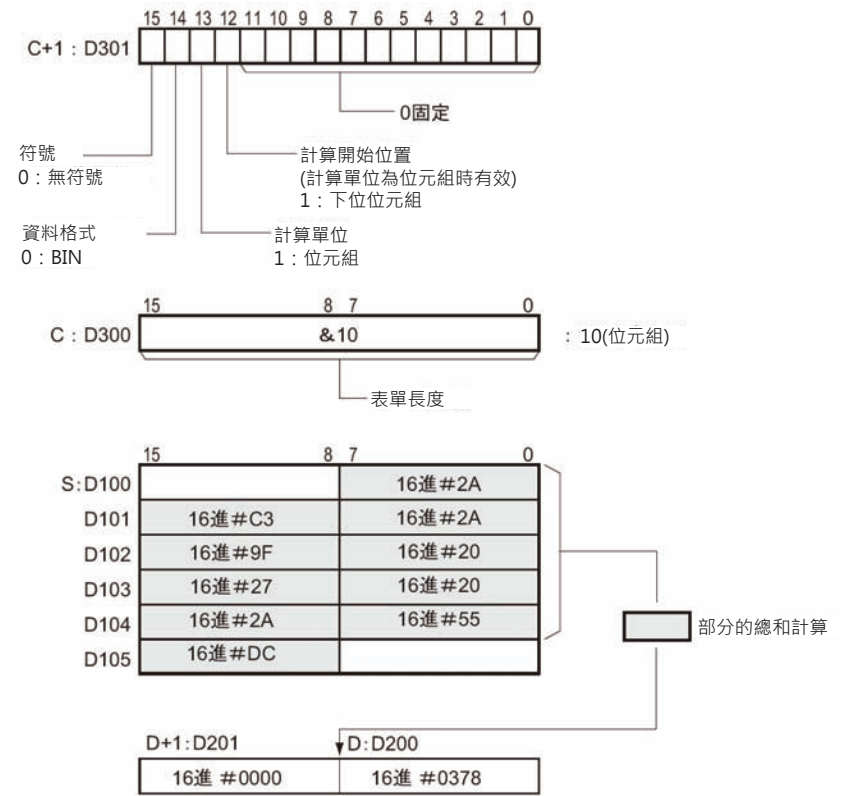 15 14 13 12 11 10 9 8 7 6 5 4 3 2 1 0
C+1：D301
0固定
符號
0：無符號
計算開始位置
(計算單位為位元組時有效)
1：下位位元組
資料格式
0：BIN
計算單位
1：位元組
15 8 7 0
C：D300 &10 ：10(位元組)
表單長度
15 8 7 0
S:D100 16進#2A
D101 16進#C3 16進#2A
D102 16進#9F 16進#20
D103 16進#27 16進#20
D104 16進#2A 16進#55
部分的總和計算
D105 16進#DC
D+1:D201 D:D200
16進 #0000 16進 #0378